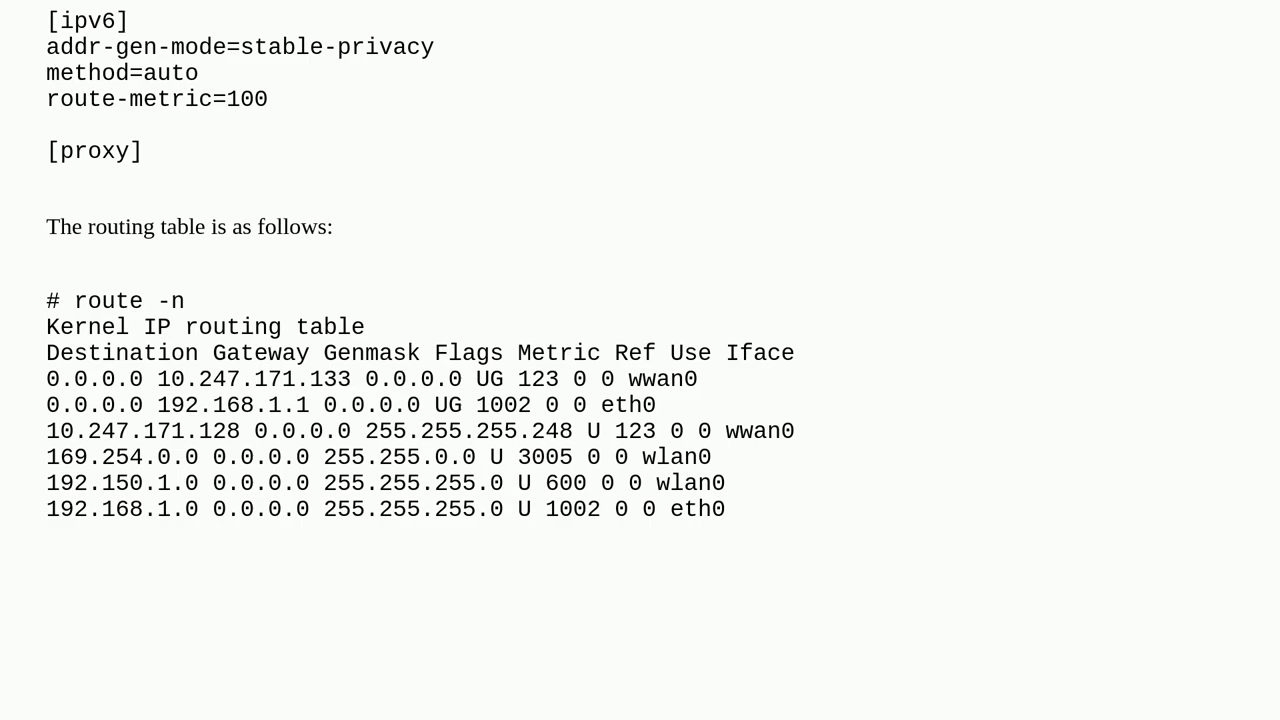 [ipv6]
addr-gen-mode=stable-privacy
method=auto
route-metric=100
[proxy]
The routing table is as follows:
# route -n
Kernel IP routing table
Destination Gateway Genmask Flags Metric Ref Use Iface
0.0.0.0 10.247.171.133 0.0.0.0 UG 123 0 0 wwan0
0.0.0.0 192.168.1.1 0.0.0.0 UG 1002 0 0 eth0
10.247.171.128 0.0.0.0 255.255.255.248 U 123 0 0 wwan0
169.254.0.0 0.0.0.0 255.255.0.0 U 3005 0 0 wlan0
192.150.1.0 0.0.0.0 255.255.255.0 U 600 0 0 wlan0
192.168.1.0 0.0.0.0 255.255.255.0 U 1002 0 0 eth0